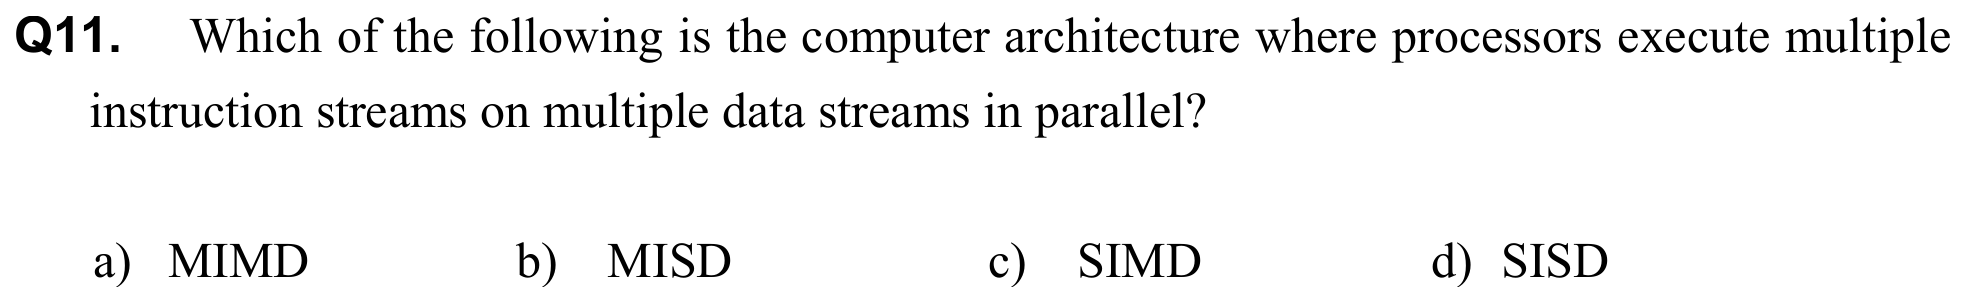 Q11. Which of the following is the computer architecture where processors execute multiple
instruction streams on multiple data streams in parallel?
a) MIMD b) MISD c) SIMD d) SISD